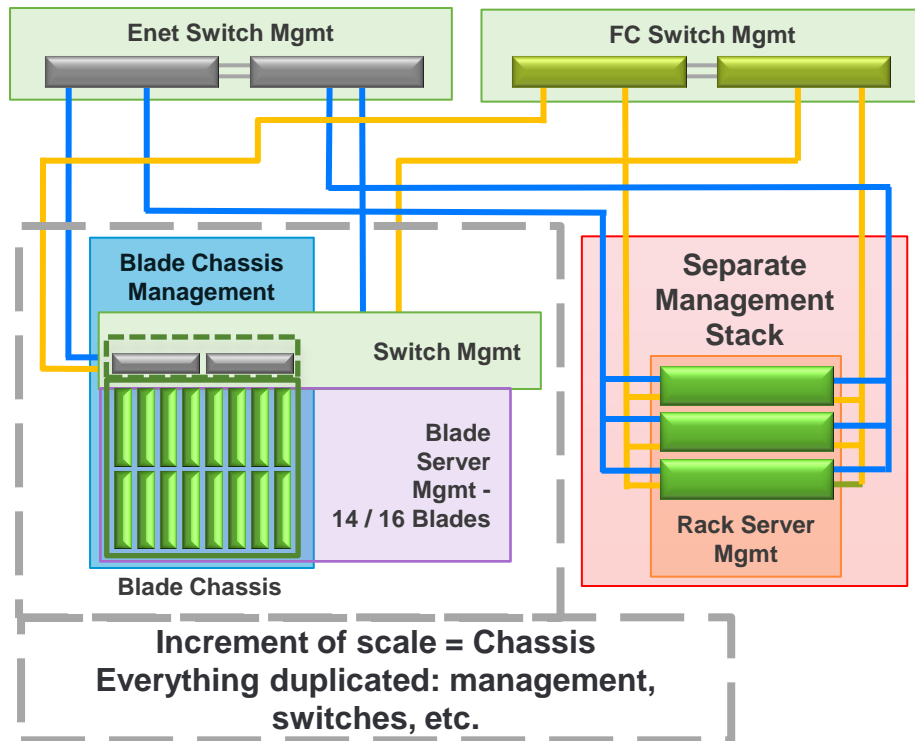 Enet Switch Mgmt
FC Switch Mgmt
Blade Chassis
Management
Separate
Management
Stack
Switch Mgmt
Blade
Server
Mgmt -
14 / 16 Blades
Rack Server
Mgmt
Blade Chassis
Increment of scale = Chassis
Everything duplicated: management,
switches, etc.